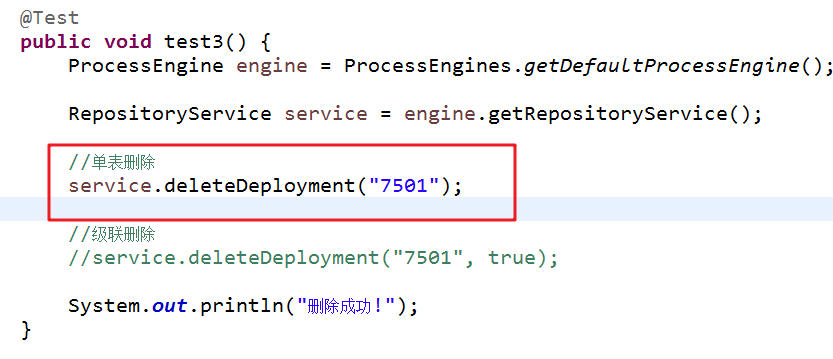 @Test
public void test3() {
ProcessEngine engine = ProcessEngines.getDefaultProcessEngine();
RepositoryService service = engine.getRepositoryService();
//单表删除
service.deleteDeployment("7501");
//级联删除
//service.deleteDeployment("7501", true);
System.out.println("删除成功!");
}